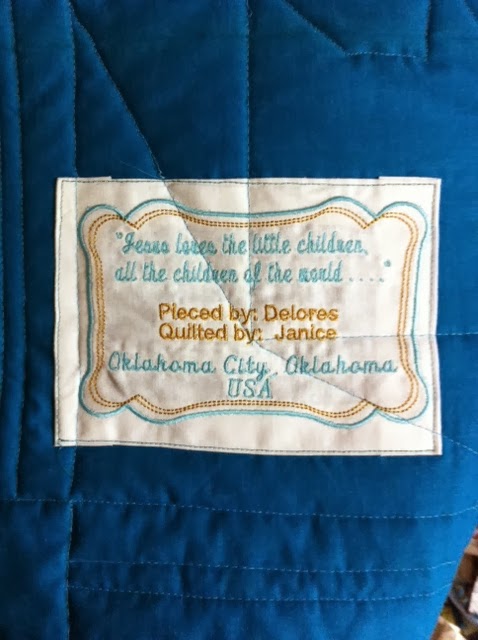 "Jesus loves the little children,
all the children of the world . . . ."
Pieced by: Delores
Quilted by: Janice
Oklahoma City, Oklahoma
USA